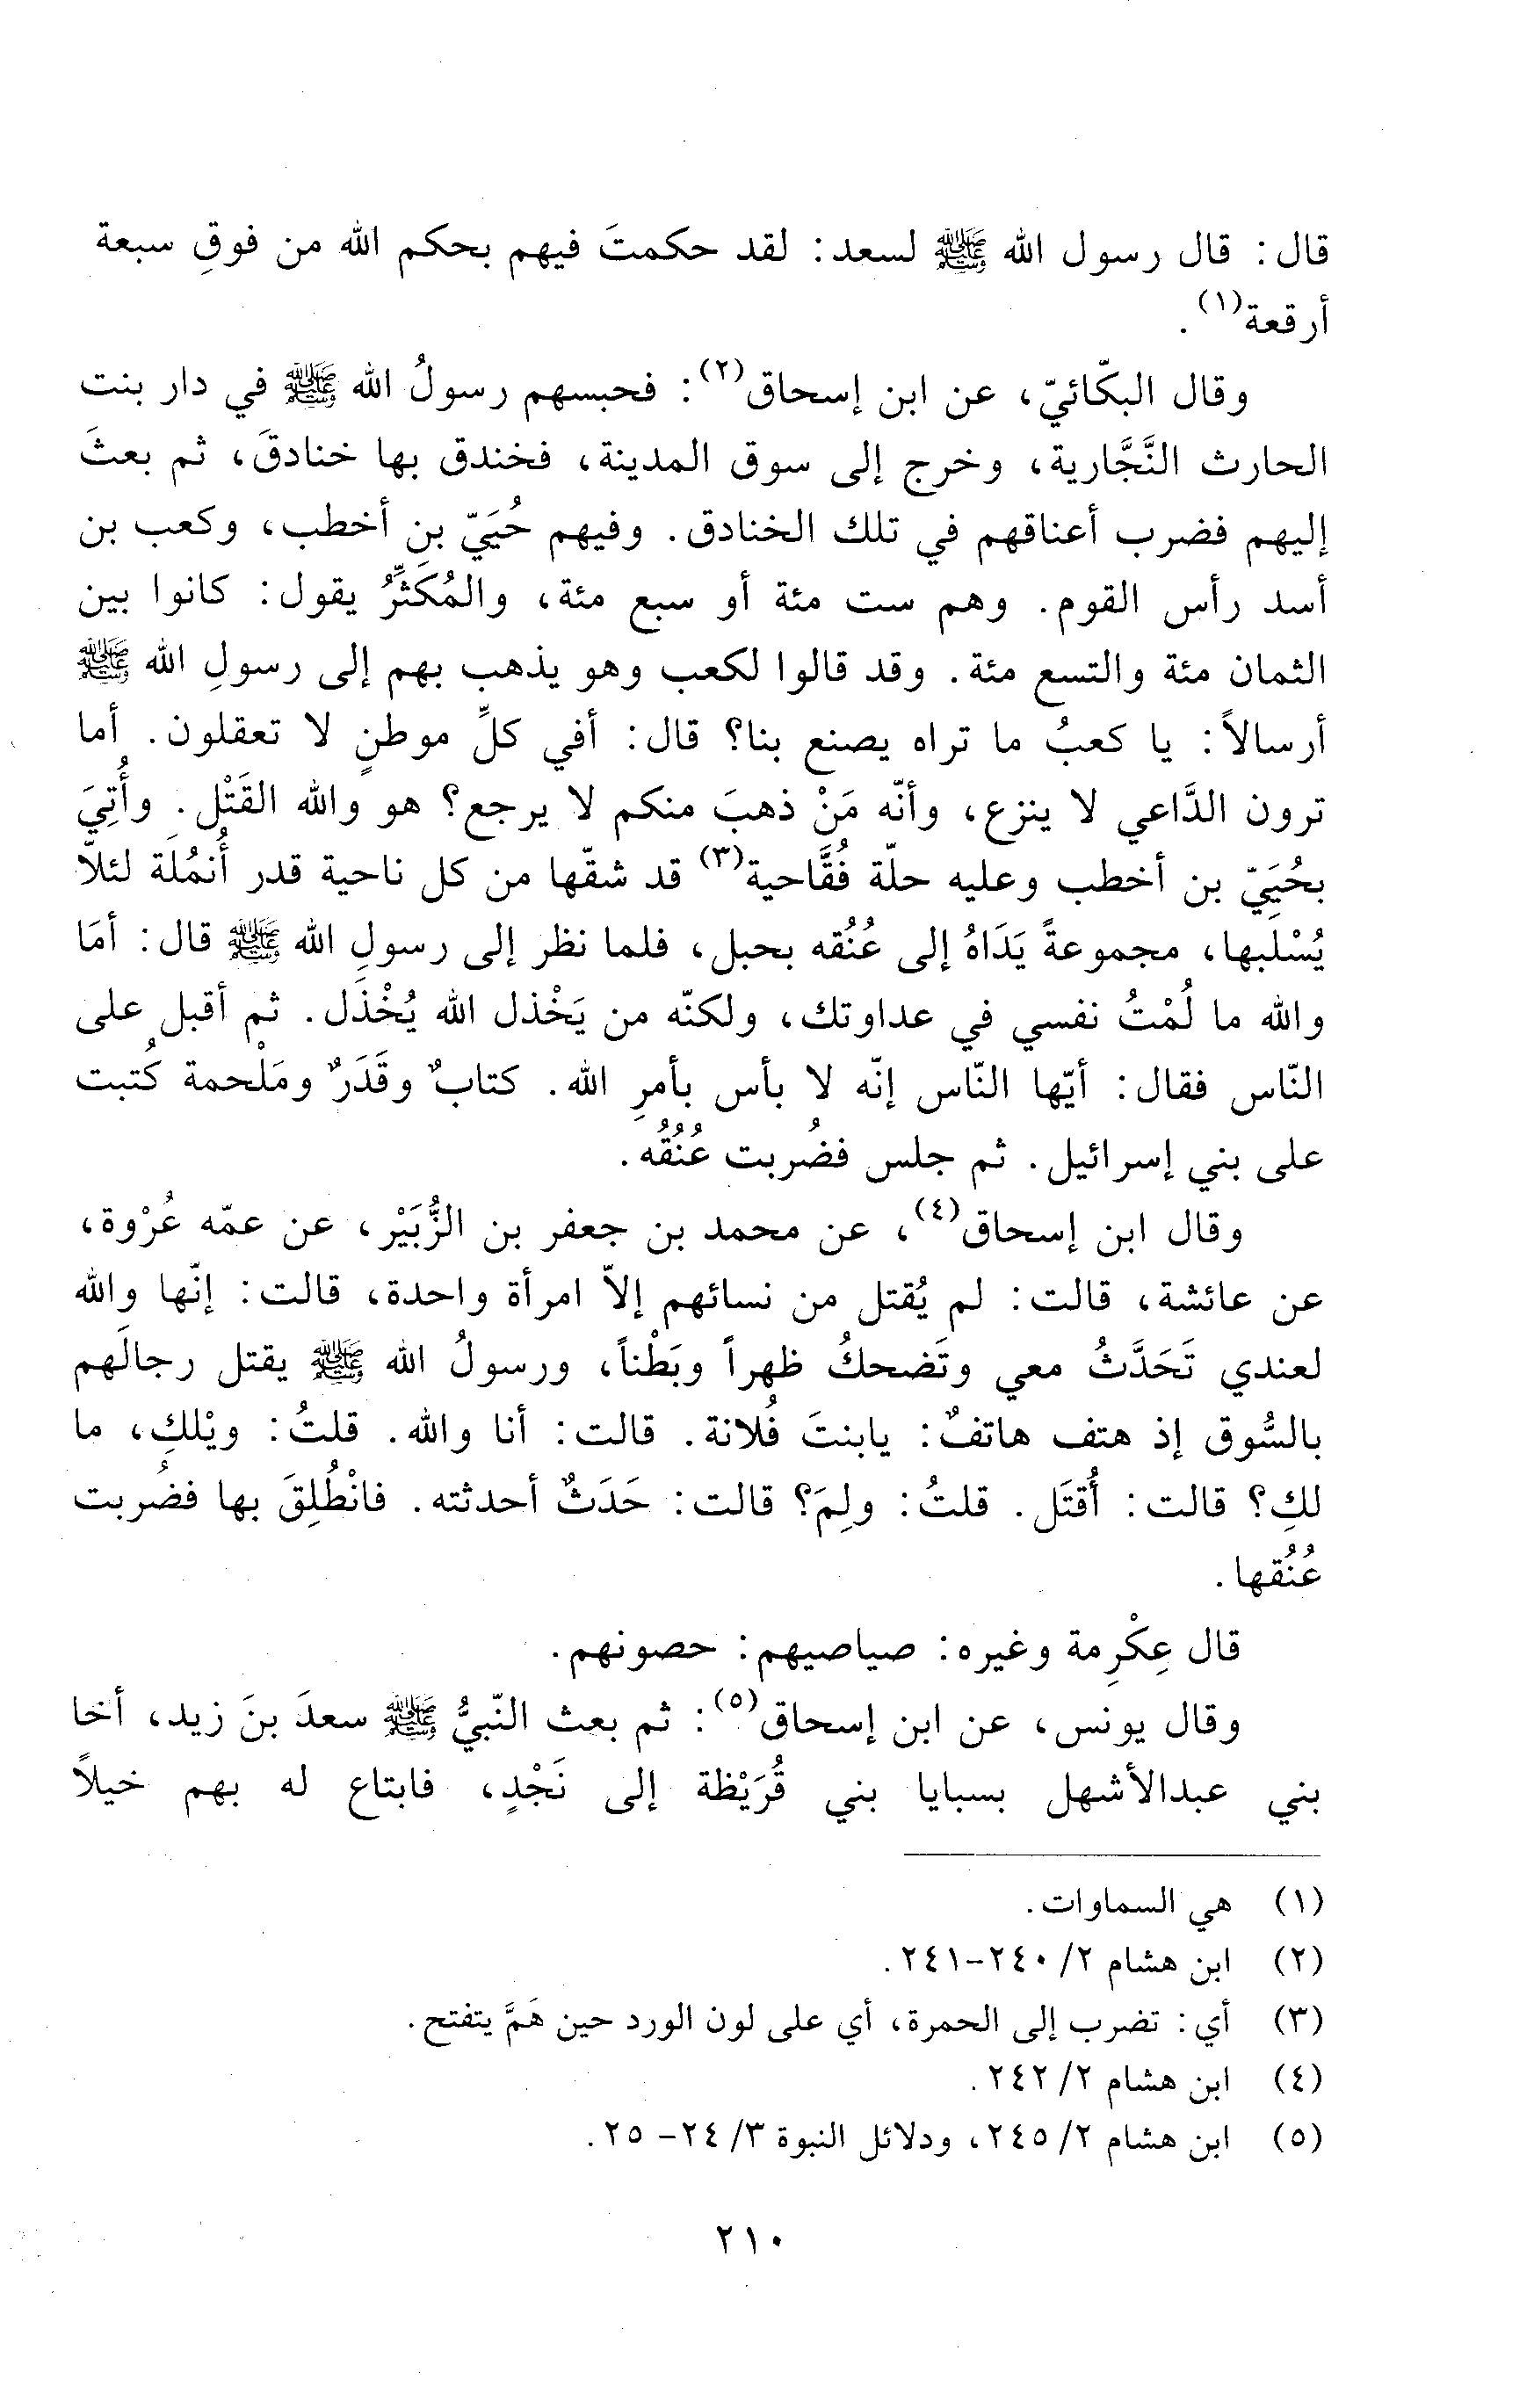 قال: قال رسول الله ﷺ لسعد: لقد حكمتَ فيهم بحكم الله من فوقِ سبعة
أرقعة(١).
وقال البكّائيّ، عن ابن إسحاق(٢): فحبسهم رسولُ الله ﷺ في دار بنت
الحارث النَّجَّارية، وخرج إلى سوق المدينة، فخندق بها خنادقَ، ثم بعثَ
إليهم فضرب أعناقهم في تلك الخنادق. وفيهم حُيَيّ بنِ أخطب، وكعب بن
أسد رأس القوم. وهم ست مئة أو سبع مئة، والمُكَثِّرُ يقول: كانوا بين
الثمان مئة والتسع مئة. وقد قالوا لكعب وهو يذهب بهم إلى رسولِ الله ﷺ
أرسالاً: يا كعبُ ما تراه يصنع بنا؟ قال: أفي كلِّ موطنٍ لا تعقلون. أما
ترون الدَّاعي لا ينزع، وأنّه مَنْ ذهبَ منكم لا يرجع؟ هو والله القَتْل. وأُتِيَ
بحُيَيّ بن أخطب وعليه حلّة فُقَّاحية(٣) قد شقّها من كل ناحية قدر أُنمُلَة لئلاّ
يُسْلَبها، مجموعةً يَدَاهُ إلى عُنُقه بحبل، فلما نظر إلى رسولِ الله ﷺ قال: أمَا
والله ما لُمْتُ نفسي في عداوتك، ولكنّه من يَخْذل الله يُخْذَل. ثم أقبل على
النّاس فقال: أيّها النّاس إنّه لا بأس بأمرِ الله. كتابٌ وقَدَرٌ ومَلْحمة كُتبت
على بني إسرائيل. ثم جلس فضُربت عُنُقُه.
وقال ابن إسحاق(٤)، عن محمد بن جعفر بن الزُّبَيْر، عن عمّه عُرْوة،
عن عائشة، قالت: لم يُقتل من نسائهم إلاّ امرأة واحدة، قالت: إنّها والله
لعندي تَحَدَّثُ معي وتَضحكُ ظهراً وبَطْناً، ورسولُ الله ﷺ يقتل رجالَهم
بالسُّوق إذ هتف هاتفٌ: يابنتَ فُلانة. قالت: أنا والله. قلتُ: ويْلكِ، ما
لكِ؟ قالت: أُقتَل. قلتُ: ولِمَ؟ قالت: حَدَثٌ أحدثته. فانْطُلِقَ بها فضُربت
عُنُقها.
قال عِكْرِمة وغيره: صياصيهم: حصونهم.
وقال يونس، عن ابن إسحاق(٥): ثم بعث النّبيُّ ﷺ سعدَ بنَ زيد، أخا
بني عبدالأشهل بسبايا بني قُرَيْظة إلى نَجْدٍ، فابتاع له بهم خيلاً
(١) هي السماوات.
(٢) ابن هشام ٢/ ٢٤٠-٢٤١.
(٣) أي: تضرب إلى الحمرة، أي على لون الورد حين هَمَّ يتفتح.
(٤) ابن هشام ٢/ ٢٤٢.
(٥) ابن هشام ٢/ ٢٤٥، ودلائل النبوة ٣/ ٢٤- ٢٥.
٢١٠